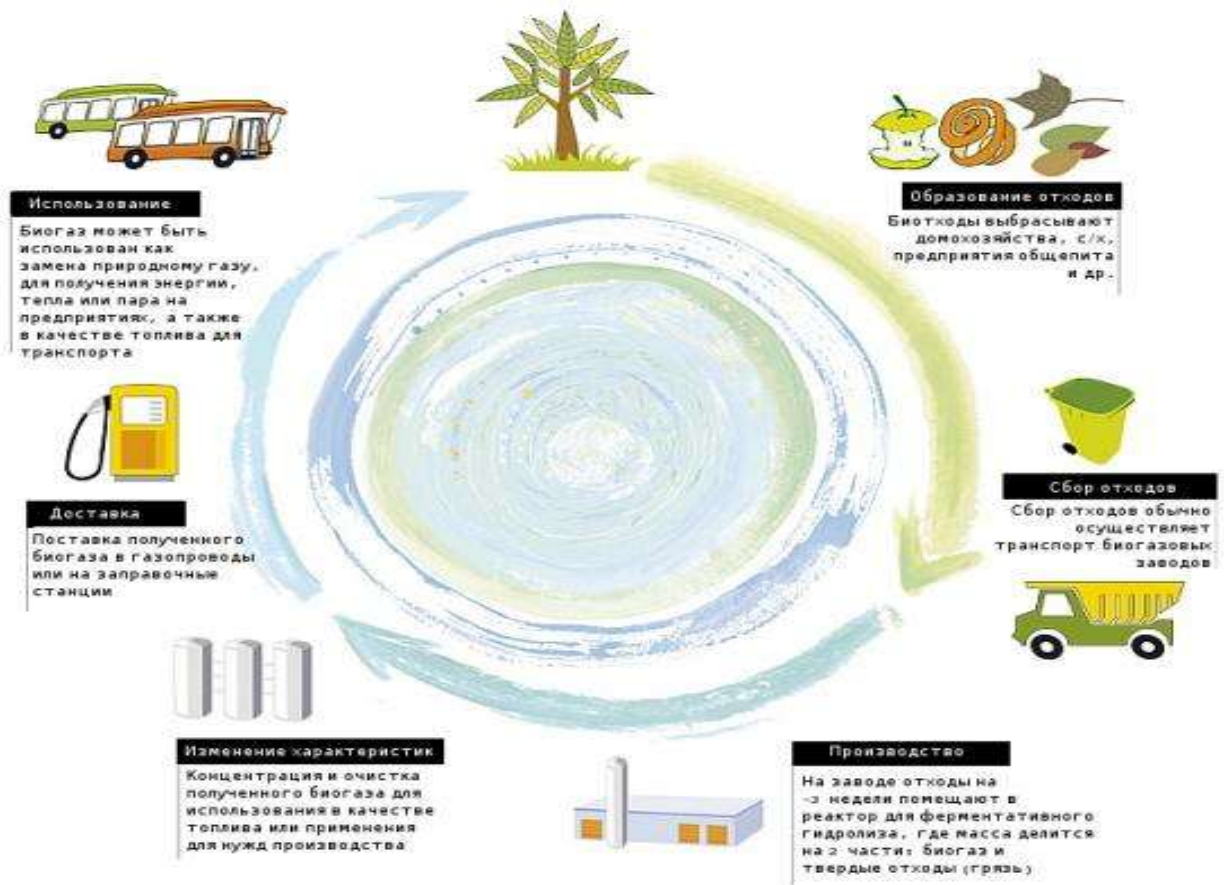 Использование
Биогаз может быть
использован как
замена природному газу,
для получения энергии,
тепла или пара на
предприятиях, а также
в качестве топлива для
транспорта
Образование отходов
Биотходы выбрасывают
домохозяйства, с/х,
предприятия общепита
и др.
Сбор отходов
Сбор отходов обычно
осуществляет
транспорт биогазовых
заводов
Производство
На заводе отходы на
недели помещают в
реактор для ферментативного
гидролиза, где масса делится
на 2 части: биогаз и
твердые отходы (грязь)
Изменение характеристик
Концентрация и очистка
полученного биогаза для
использования в качестве
топлива или применения
для нужд производства
Доставка
Поставка полученного
биогаза в газопроводы
или на заправочные
станции